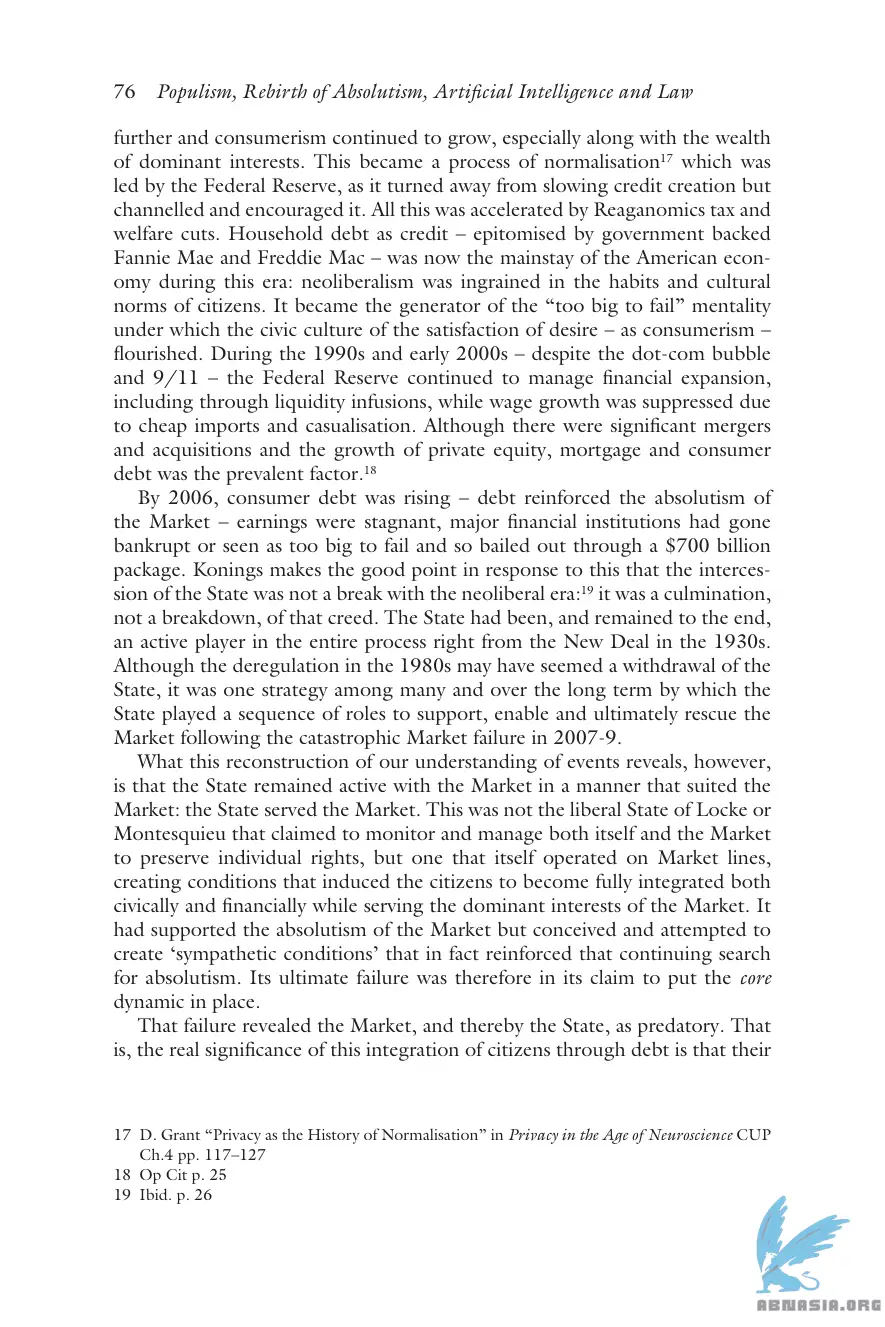 76 Populism, Rebirth of Absolutism, Artificial Intelligence and Law
further and consumerism continued to grow, especially along with the wealth
of dominant interests. This became a process of normalisation17 which was
led by the Federal Reserve, as it turned away from slowing credit creation but
channelled and encouraged it. All this was accelerated by Reaganomics tax and
welfare cuts. Household debt as credit – epitomised by government backed
Fannie Mae and Freddie Mac – was now the mainstay of the American econ-
omy during this era: neoliberalism was ingrained in the habits and cultural
norms of citizens. It became the generator of the “too big to fail” mentality
under which the civic culture of the satisfaction of desire – as consumerism –
flourished. During the 1990s and early 2000s – despite the dot-com bubble
and 9/11 – the Federal Reserve continued to manage financial expansion,
including through liquidity infusions, while wage growth was suppressed due
to cheap imports and casualisation. Although there were significant mergers
and acquisitions and the growth of private equity, mortgage and consumer
debt was the prevalent factor.18
By 2006, consumer debt was rising – debt reinforced the absolutism of
the Market – earnings were stagnant, major financial institutions had gone
bankrupt or seen as too big to fail and so bailed out through a $700 billion
package. Konings makes the good point in response to this that the interces-
sion of the State was not a break with the neoliberal era:19 it was a culmination,
not a breakdown, of that creed. The State had been, and remained to the end,
an active player in the entire process right from the New Deal in the 1930s.
Although the deregulation in the 1980s may have seemed a withdrawal of the
State, it was one strategy among many and over the long term by which the
State played a sequence of roles to support, enable and ultimately rescue the
Market following the catastrophic Market failure in 2007-9.
What this reconstruction of our understanding of events reveals, however,
is that the State remained active with the Market in a manner that suited the
Market: the State served the Market. This was not the liberal State of Locke or
Montesquieu that claimed to monitor and manage both itself and the Market
to preserve individual rights, but one that itself operated on Market lines,
creating conditions that induced the citizens to become fully integrated both
civically and financially while serving the dominant interests of the Market. It
had supported the absolutism of the Market but conceived and attempted to
create ‘sympathetic conditions’ that in fact reinforced that continuing search
for absolutism. Its ultimate failure was therefore in its claim to put the core
dynamic in place.
That failure revealed the Market, and thereby the State, as predatory. That
is, the real significance of this integration of citizens through debt is that their
17 D. Grant “Privacy as the History of Normalisation” in Privacy in the Age of Neuroscience CUP
Ch.4 pp. 117–127
18 Op Cit p. 25
19 Ibid. p. 26
ABNASIA.ORG